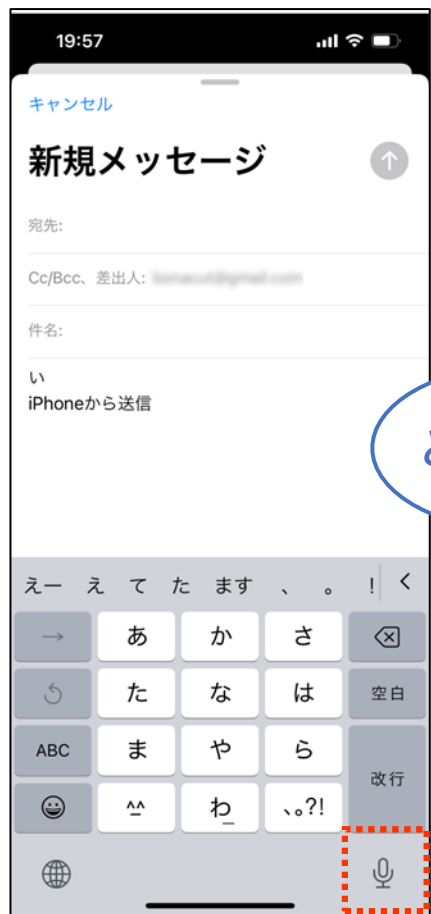 19:57
キャンセル
新規メッセージ
宛先:
Cc/Bcc、差出人:
件名:
い
iPhoneから送信
えー え て た ます 、 。 !
→ あ か さ
た な は 空白
ABC ま や ら 改行
^^ わ_ 、。?!